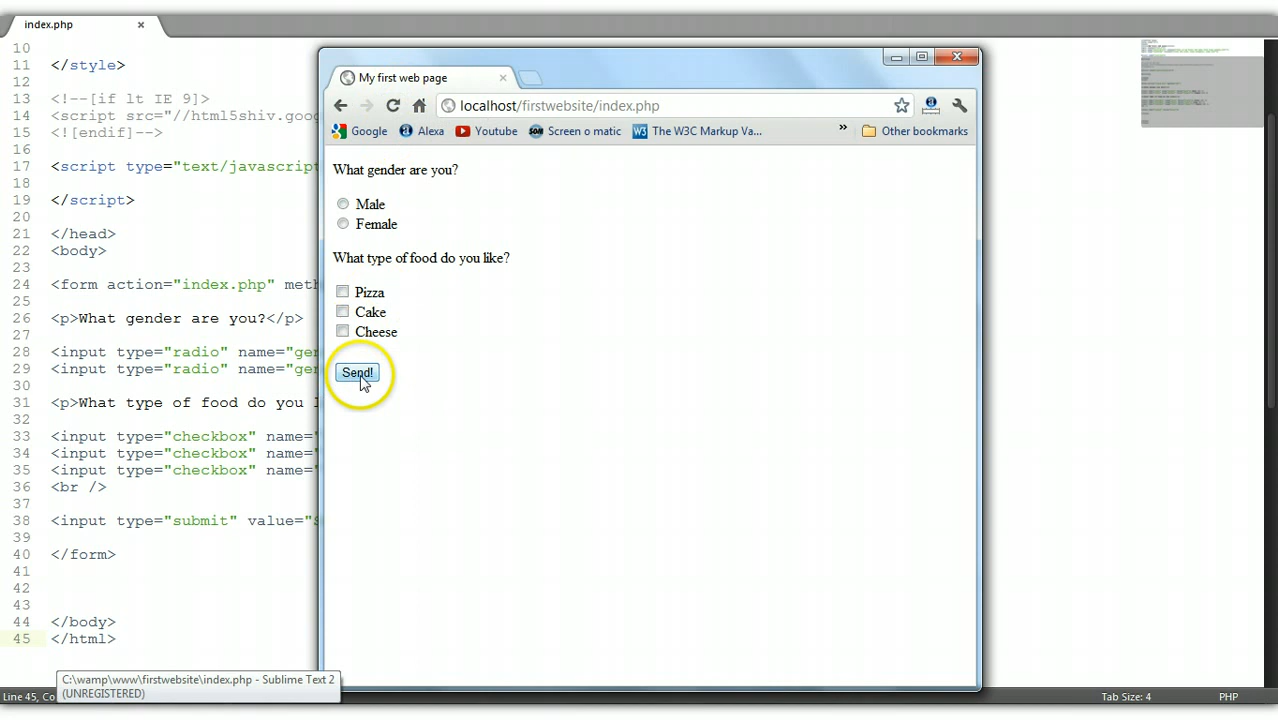 index.php
10
11 </style>
12
13 <!--[if lt IE 9]>
14 <script src="//html5shiv.goo
15 <![endif]-->
16
17 <script type="text/javascript
18
19 </script>
20
21 </head>
22 <body>
23
24 <form action="index.php" meth
25
26 <p>What gender are you?</p>
27
28 <input type="radio" name="gen
29 <input type="radio" name="gen
30
31 <p>What type of food do you l
32
33 <input type="checkbox" name="
34 <input type="checkbox" name="
35 <input type="checkbox" name="
36 <br />
37
38 <input type="submit" value="S
39
40 </form>
41
42
43
44 </body>
45 </html>
My first web page
localhost/firstwebsite/index.php
Google Alexa Youtube Screen o matic The W3C Markup Va... » Other bookmarks
What gender are you?
Male
Female
What type of food do you like?
Pizza
Cake
Cheese
Send!
C:\wamp\www\firstwebsite\index.php - Sublime Text 2
(UNREGISTERED)
Line 45, Co
Tab Size: 4 PHP